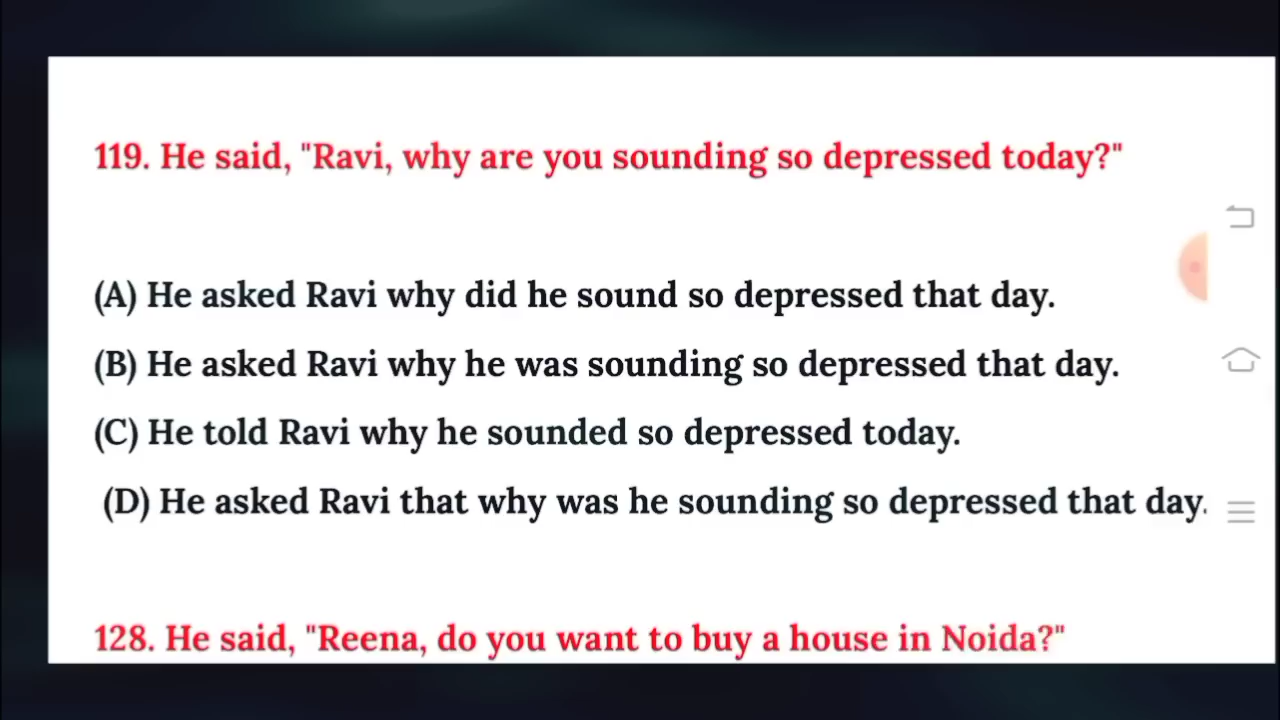 119. He said, "Ravi, why are you sounding so depressed today?"
(A) He asked Ravi why did he sound so depressed that day.
(B) He asked Ravi why he was sounding so depressed that day.
(C) He told Ravi why he sounded so depressed today.
(D) He asked Ravi that why was he sounding so depressed that day.
128. He said, "Reena, do you want to buy a house in Noida?"